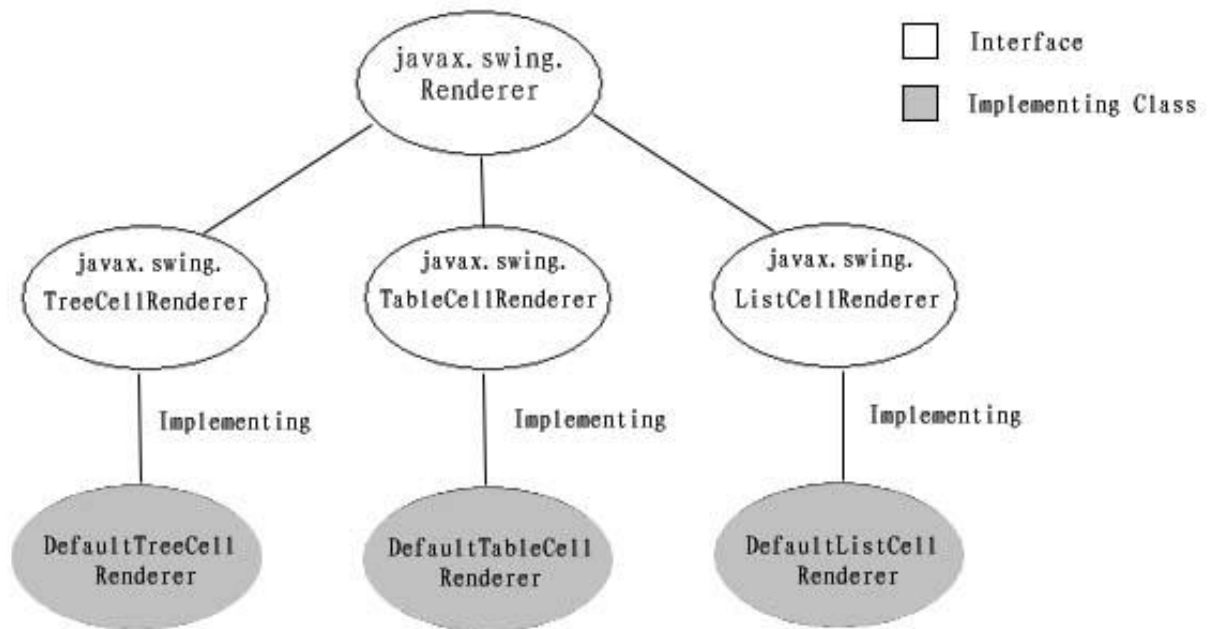 javax.swing.
Renderer
Interface
Implementing Class
javax.swing.
TreeCellRenderer
javax.swing.
TableCellRenderer
javax.swing.
ListCellRenderer
Implementing
Implementing
Implementing
DefaultTreeCell
Renderer
DefaultTableCell
Renderer
DefaultListCell
Renderer